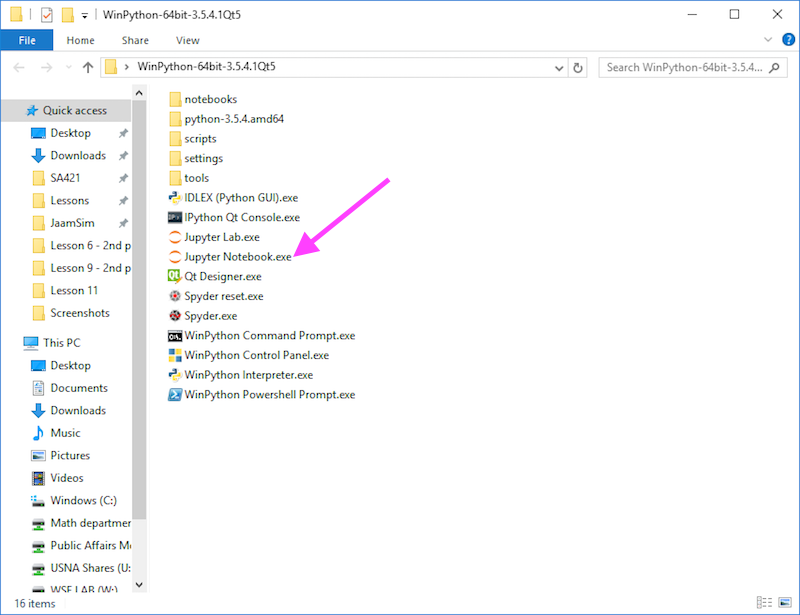 WinPython-64bit-3.5.4.1Qt5
File Home Share View
WinPython-64bit-3.5.4.1Qt5
Search WinPython-64bit-3.5.4...
Quick access
Desktop
Downloads
SA421
Lessons
JaamSim
Lesson 6 - 2nd p
Lesson 9 - 2nd p
Lesson 11
Screenshots
This PC
Desktop
Documents
Downloads
Music
Pictures
Videos
Windows (C:)
Math departmen
Public Affairs M
USNA Shares (U:
WSE LAB (W:)
notebooks
python-3.5.4.amd64
scripts
settings
tools
IDLEX (Python GUI).exe
IPython Qt Console.exe
Jupyter Lab.exe
Jupyter Notebook.exe
Qt Designer.exe
Spyder reset.exe
Spyder.exe
WinPython Command Prompt.exe
WinPython Control Panel.exe
WinPython Interpreter.exe
WinPython Powershell Prompt.exe
16 items